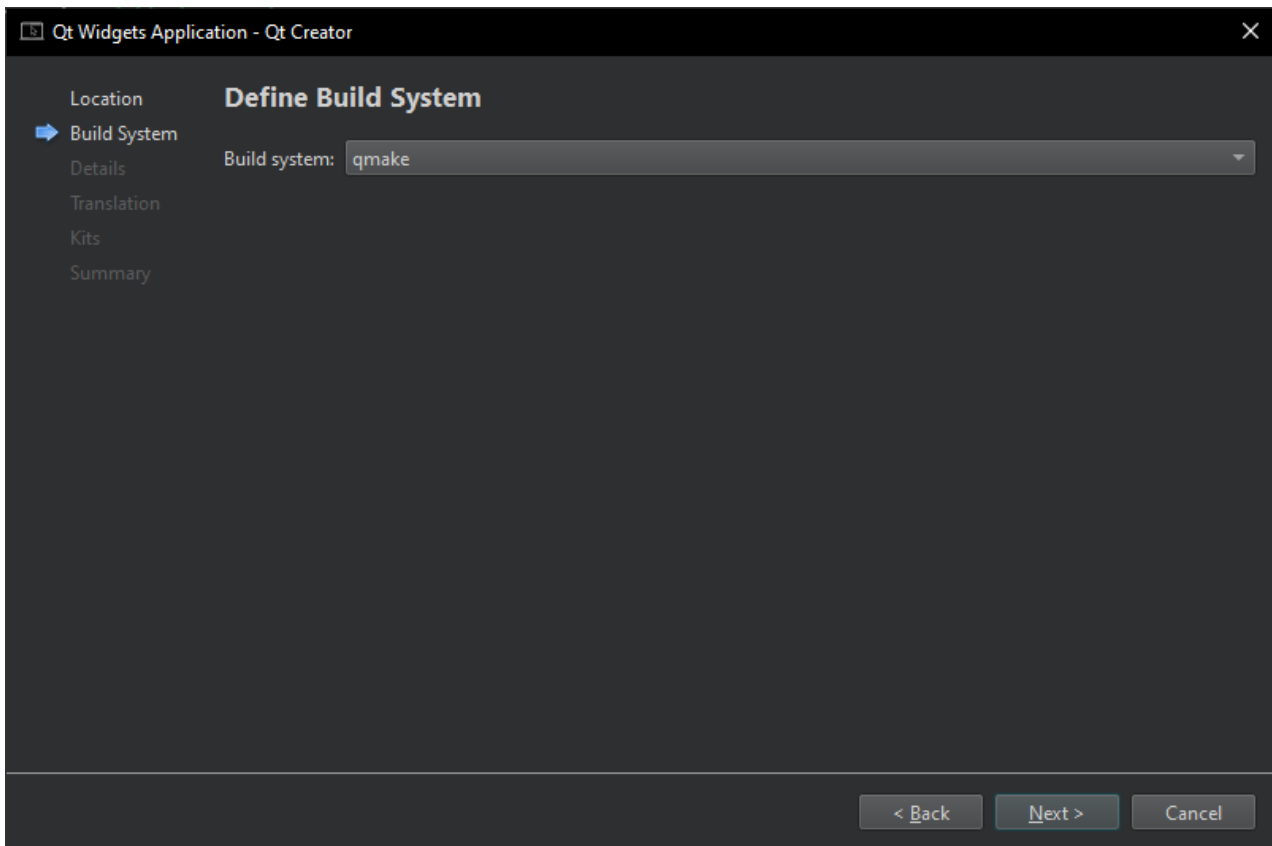 Qt Widgets Application - Qt Creator
Location
Build System
Details
Translation
Kits
Summary
Define Build System
Build system: qmake
< Back
Next >
Cancel